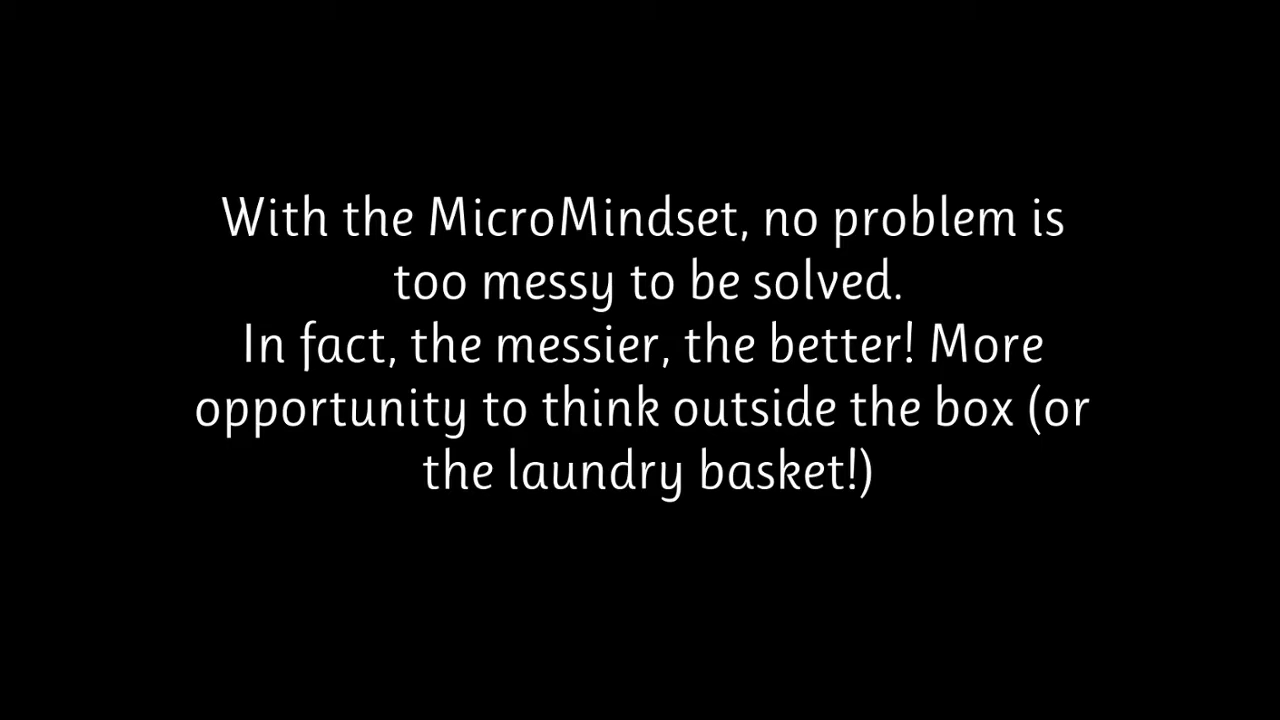 With the MicroMindset, no problem is
too messy to be solved.
In fact, the messier, the better! More
opportunity to think outside the box (or
the laundry basket!)